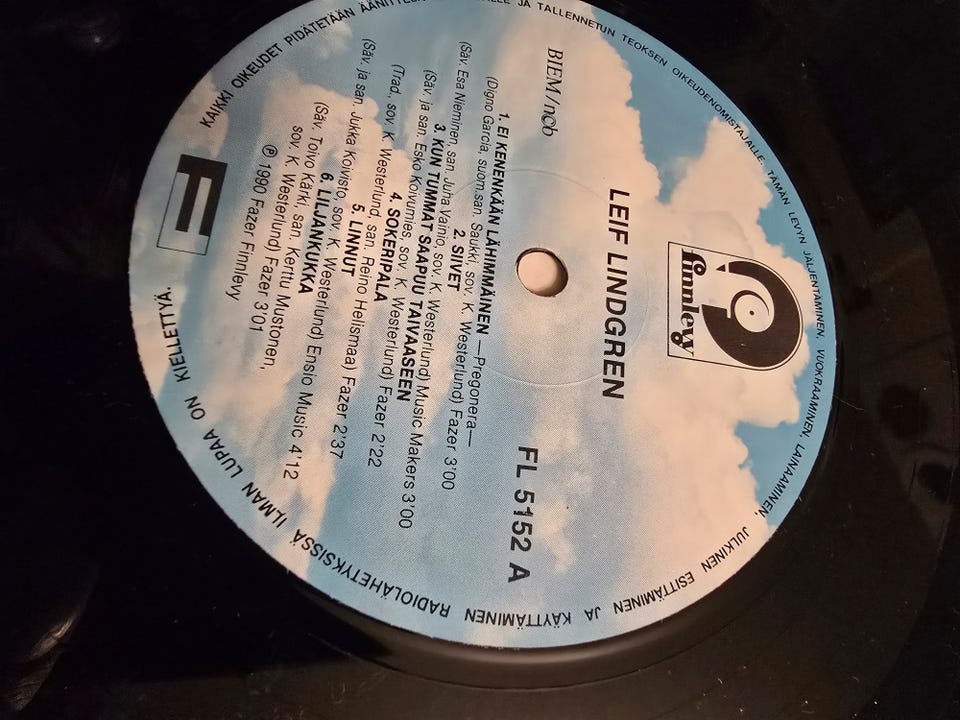 finnlevy
LEIF LINDGREN
BIEM/ncb
FL 5152 A
1. EI KENENKÄÄN LÄHIMMÄINEN —Pregonera—
(Digno Garcia, suom.san. Saukki, sov. K. Westerlund) Fazer 3'00
2. SIIVET
(Säv. Esa Nieminen, san. Juha Vainio, sov. K. Westerlund) Music Makers 3'00
3. KUN TUMMAT SAAPUU TAIVAASEEN
(Säv. ja san. Esko Koivumies, sov. K. Westerlund) Fazer 2'22
4. SOKERIPALA
(Trad., sov. K. Westerlund, san. Reino Helismaa) Fazer 2'37
5. LINNUT
(Säv. ja san. Jukka Koivisto, sov. K. Westerlund) Ensio Music 4'12
6. LILJANKUKKA
(Säv. Toivo Kärki, san. Kerttu Mustonen,
sov. K. Westerlund) Fazer 3'01
℗ 1990 Fazer Finnlevy
F
KAIKKI OIKEUDET PIDÄTETÄÄN JA TALLENNETUN TEOKSEN OIKEUDENOMISTAJALLE. TÄMÄN LEVYN JÄLJENTÄMINEN, VUOKRAAMINEN, LAINAAMINEN, JULKINEN ESITTÄMINEN JA KÄYTTÄMINEN RADIOLÄHETYKSISSÄ ILMAN LUPAA ON KIELLETTYÄ.